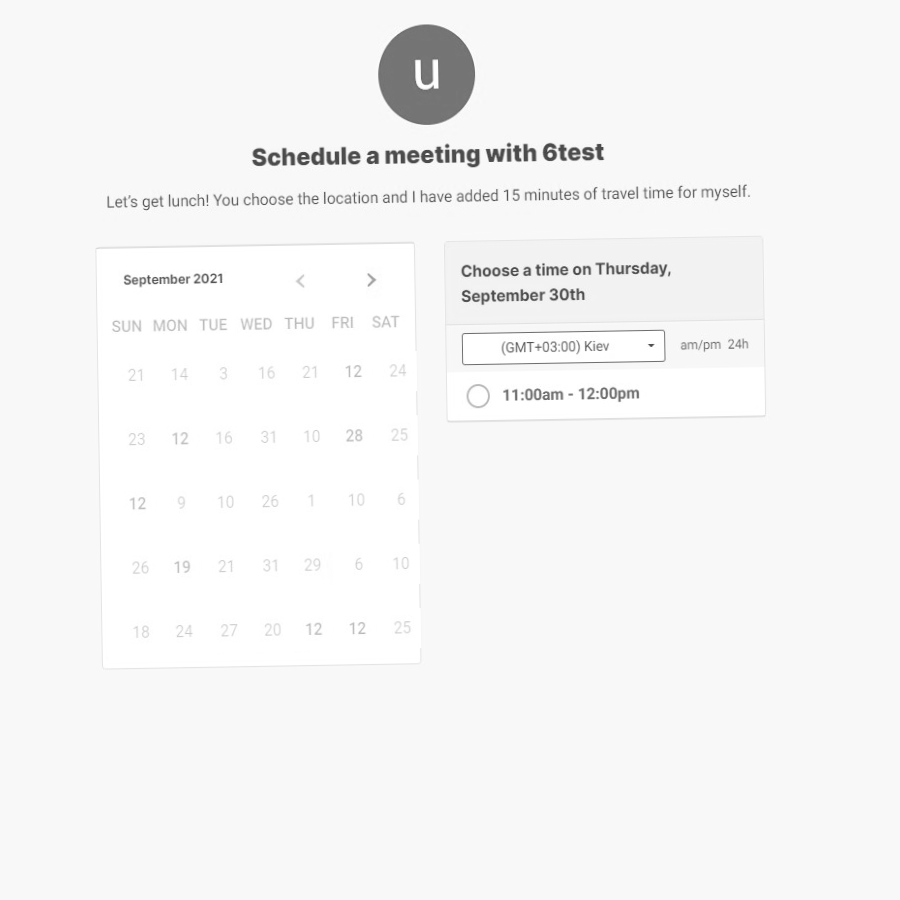 u
Schedule a meeting with 6test
Let's get lunch! You choose the location and I have added 15 minutes of travel time for myself.
September 2021
SUN MON TUE WED THU FRI SAT
21 14 3 16 21 12 24
23 12 16 31 10 28 25
12 9 10 26 1 10 6
26 19 21 31 29 6 10
18 24 27 20 12 12 25
Choose a time on Thursday,
September 30th
(GMT+03:00) Kiev
am/pm 24h
11:00am - 12:00pm